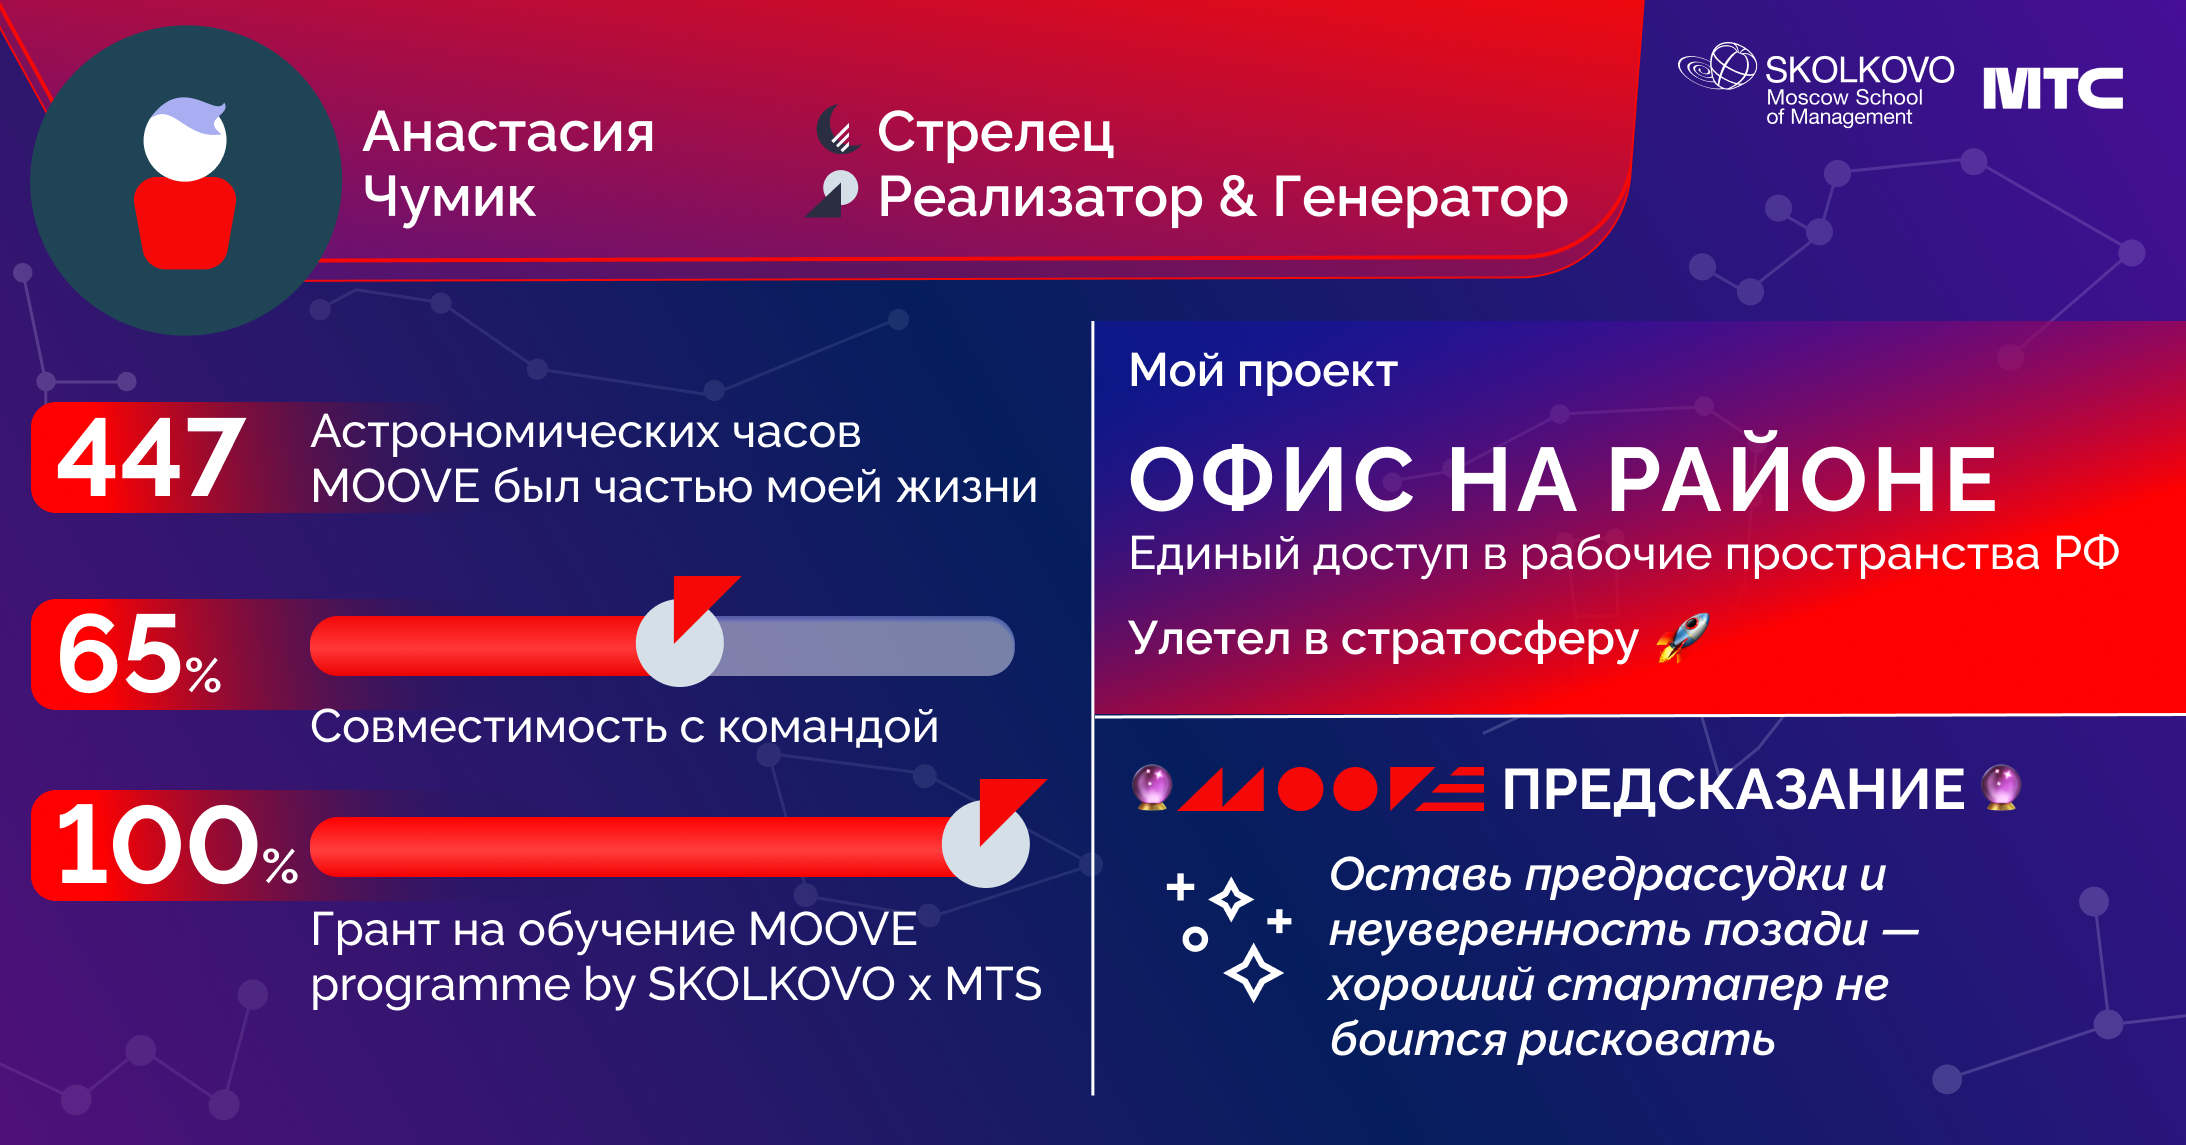 Анастасия
Чумик
Стрелец
Реализатор & Генератор
SKOLKOVO
Moscow School
of Management
МТС
447
Астрономических часов
MOOVE был частью моей жизни
65%
Совместимость с командой
100%
Грант на обучение MOOVE
programme by SKOLKOVO x MTS
Мой проект
ОФИС НА РАЙОНЕ
Единый доступ в рабочие пространства РФ
Улетел в стратосферу 🚀
🔮 MOOVE ПРЕДСКАЗАНИЕ 🔮
Оставь предрассудки и
неуверенность позади —
хороший стартапер не
боится рисковать